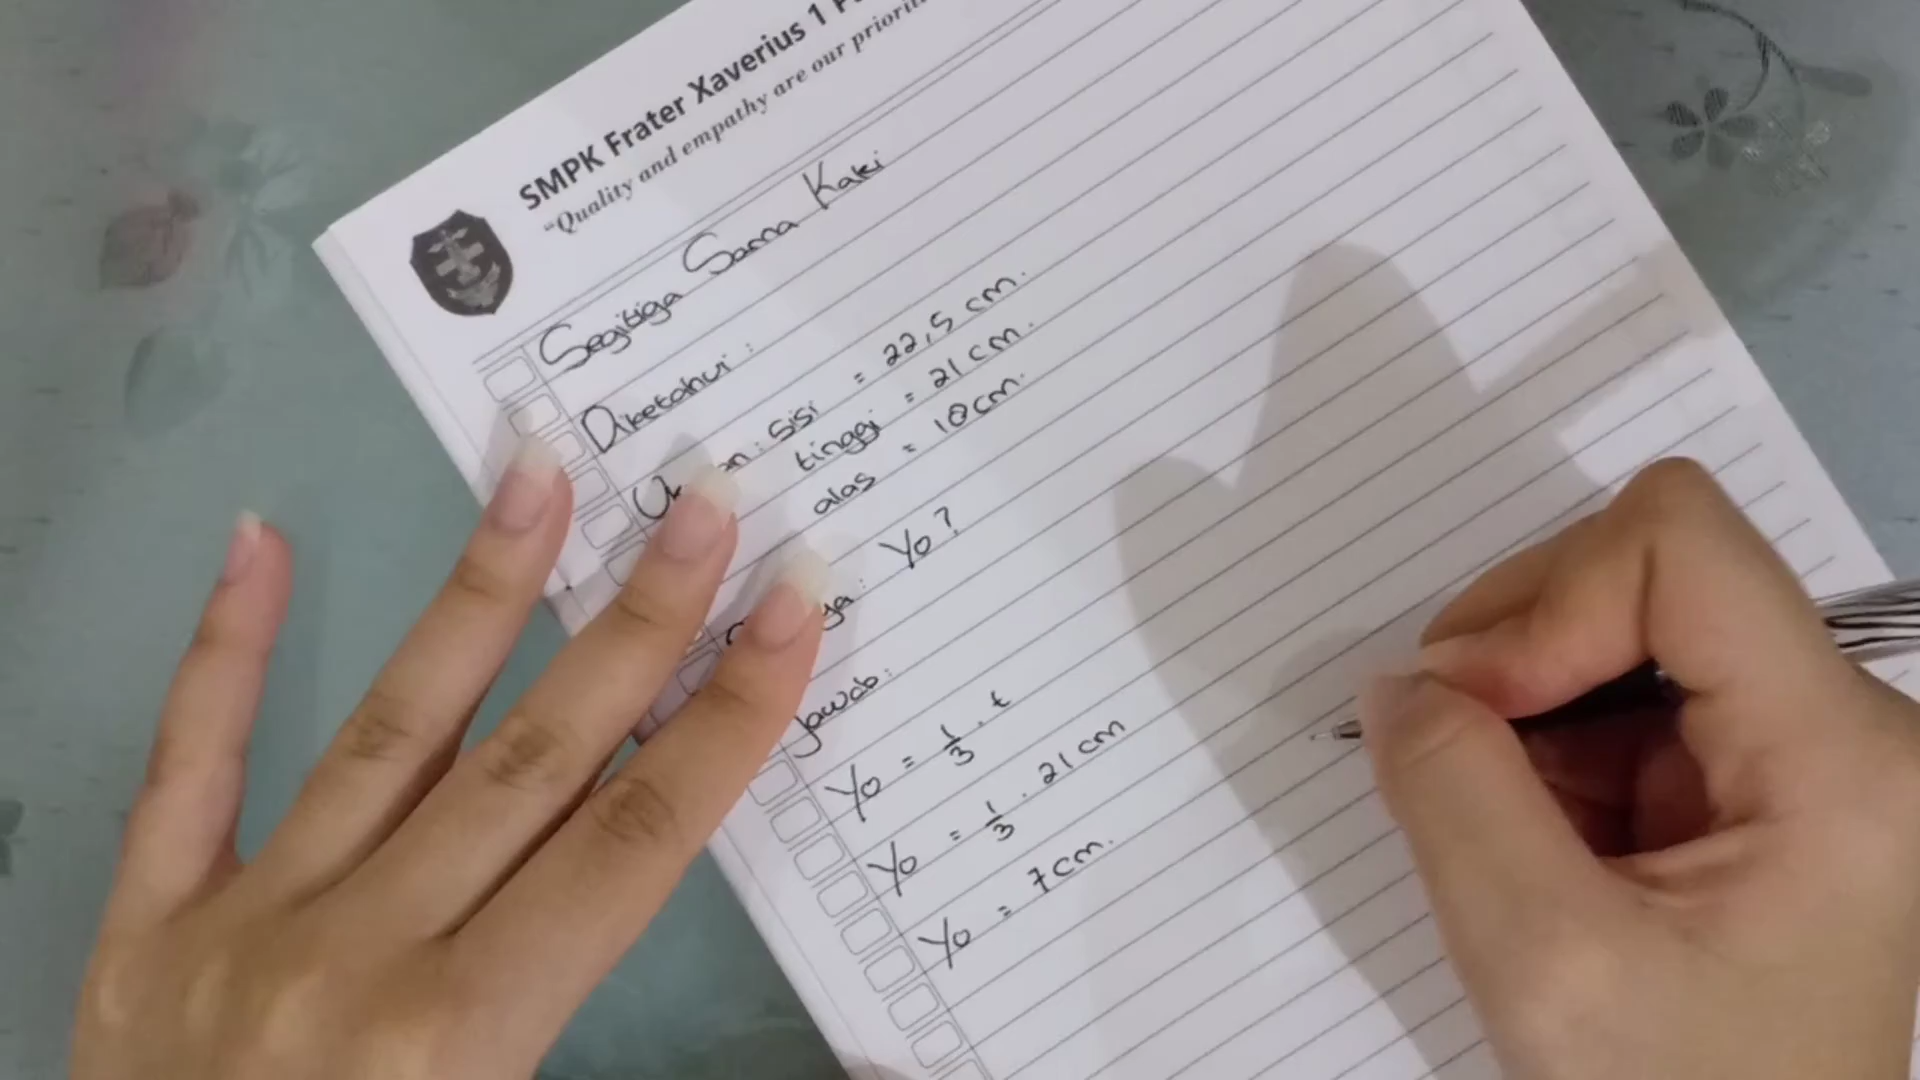 SMPK Frater Xaverius 1
"Quality and empathy are our
Segitiga Sama Kaki
Diketahui :
: sisi = 22,5 cm.
tinggi = 21 cm.
alas = 18 cm.
: Yo ?
Jawab :
Yo = 1/3 . t
Yo = 1/3 . 21 cm
Yo = 7 cm.